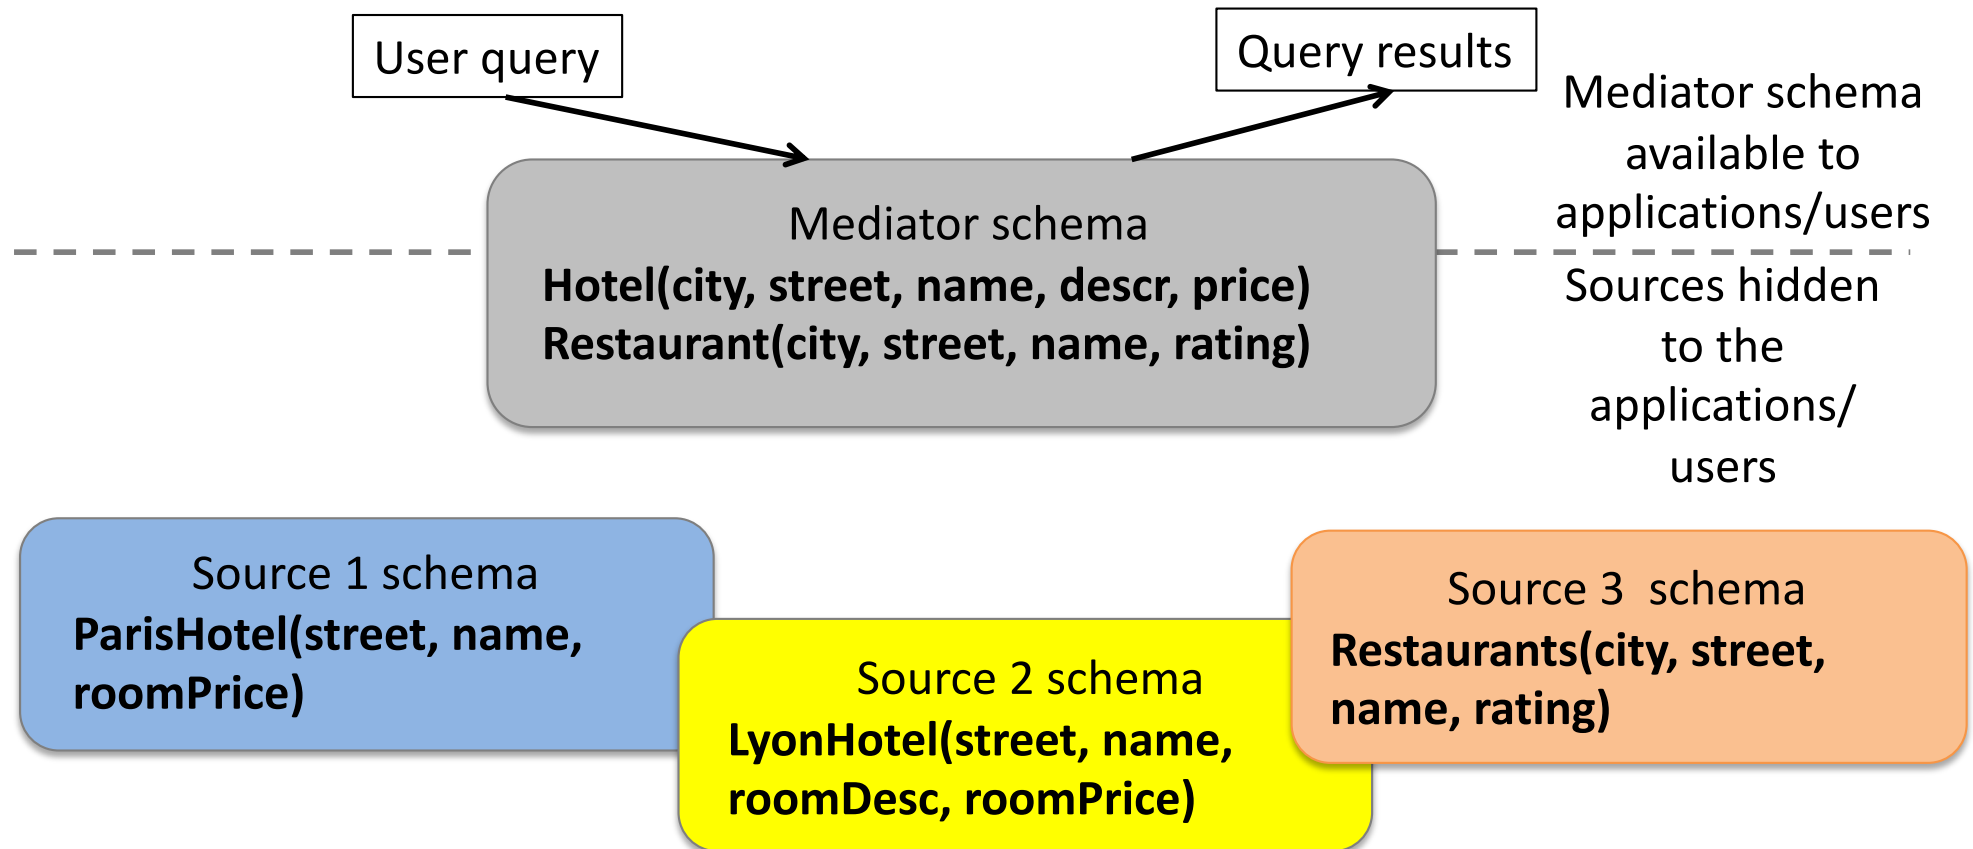 User query
Query results
Mediator schema
available to
applications/users
Mediator schema
Hotel(city, street, name, descr, price)
Restaurant(city, street, name, rating)
Sources hidden
to the
applications/
users
Source 1 schema
ParisHotel(street, name,
roomPrice)
Source 2 schema
LyonHotel(street, name,
roomDesc, roomPrice)
Source 3  schema
Restaurants(city, street,
name, rating)